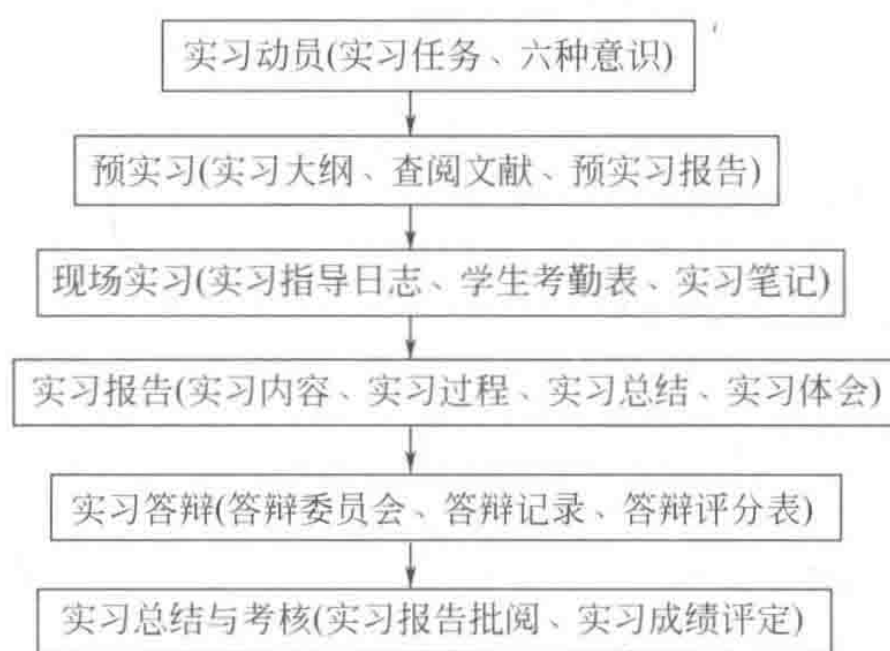 实习动员(实习任务、六种意识)
预实习(实习大纲、查阅文献、预实习报告)
现场实习(实习指导日志、学生考勤表、实习笔记)
实习报告(实习内容、实习过程、实习总结、实习体会)
实习答辩(答辩委员会、答辩记录、答辩评分表)
实习总结与考核(实习报告批阅、实习成绩评定)